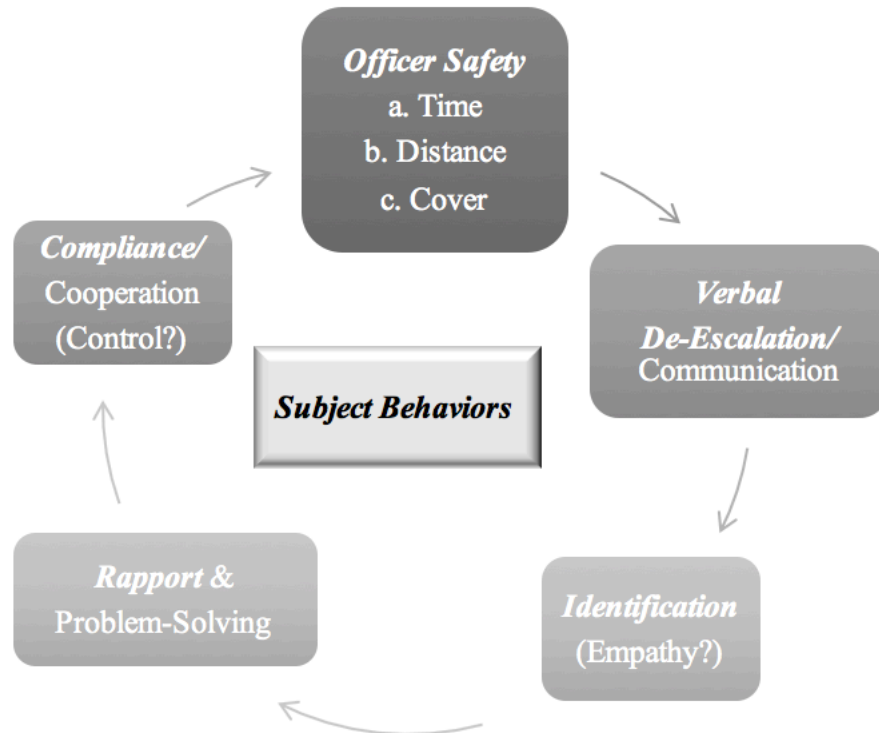 Officer Safety
a. Time
b. Distance
c. Cover
Verbal
De-Escalation/
Communication
Identification
(Empathy?)
Rapport &
Problem-Solving
Compliance/
Cooperation
(Control?)
Subject Behaviors